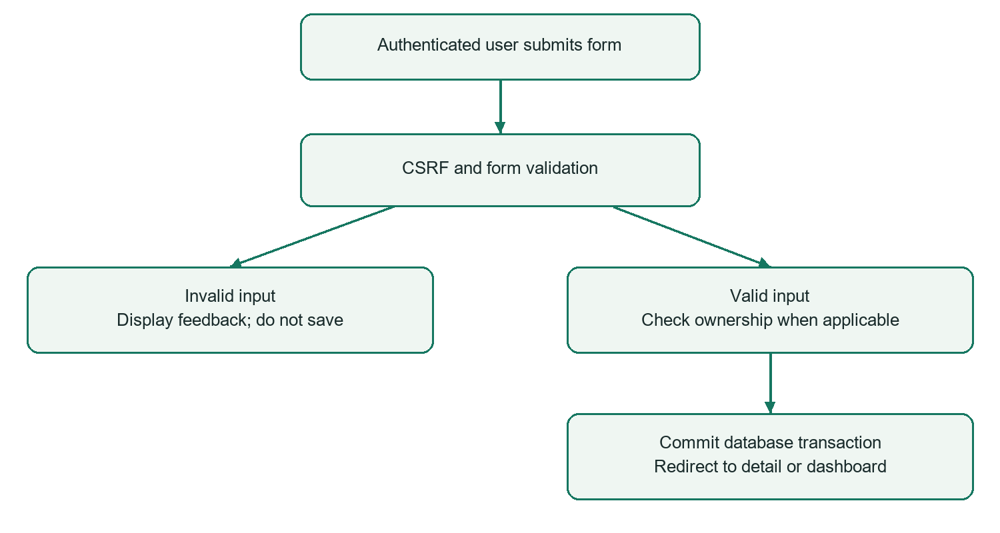 Authenticated user submits form
CSRF and form validation
Invalid input
Display feedback; do not save
Valid input
Check ownership when applicable
Commit database transaction
Redirect to detail or dashboard